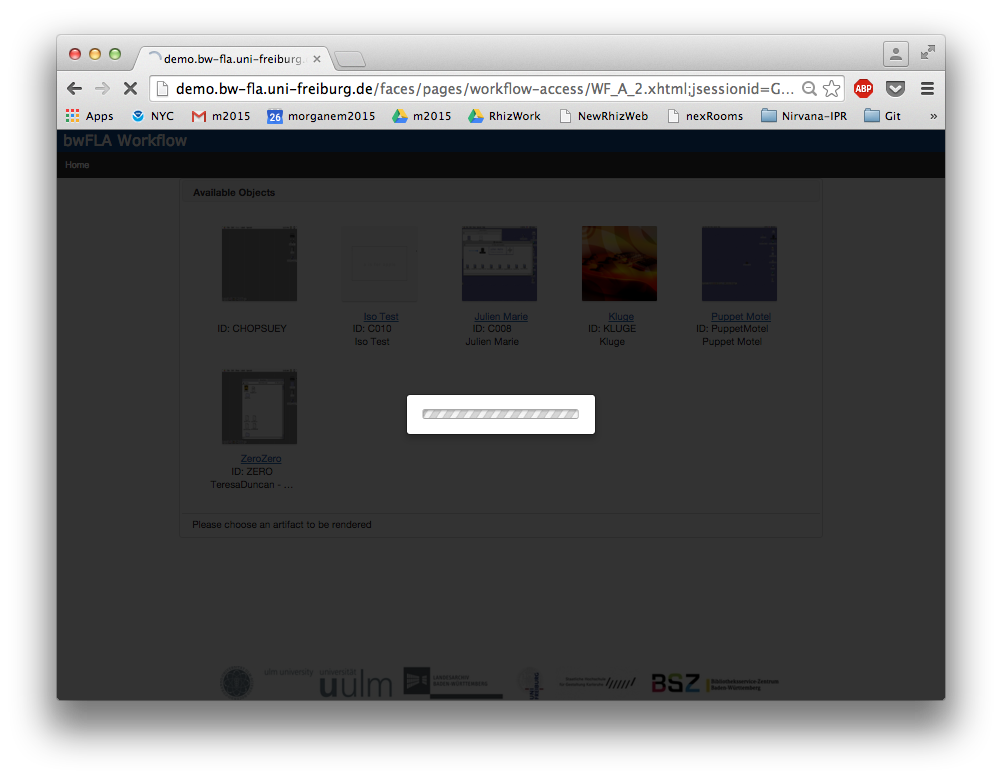 demo.bw-fla.uni-freiburg.
demo.bw-fla.uni-freiburg.de/faces/pages/workflow-access/WF_A_2.xhtml;jsessionid=G... ABP
Apps NYC m2015 26 morganem2015 m2015 RhizWork NewRhizWeb nexRooms Nirvana-IPR Git »
bwFLA Workflow
Home
Available Objects
Iso Test Julien Marie Kluge Puppet Motel
ID: CHOPSUEY ID: C010 ID: C008 ID: KLUGE ID: PuppetMotel
Iso Test Julien Marie Kluge Puppet Motel
ZeroZero
ID: ZERO
TeresaDuncan - ...
Please choose an artifact to be rendered
ulm university universität
uulm
BSZ Bibliotheksservice-Zentrum
Baden-Württemberg